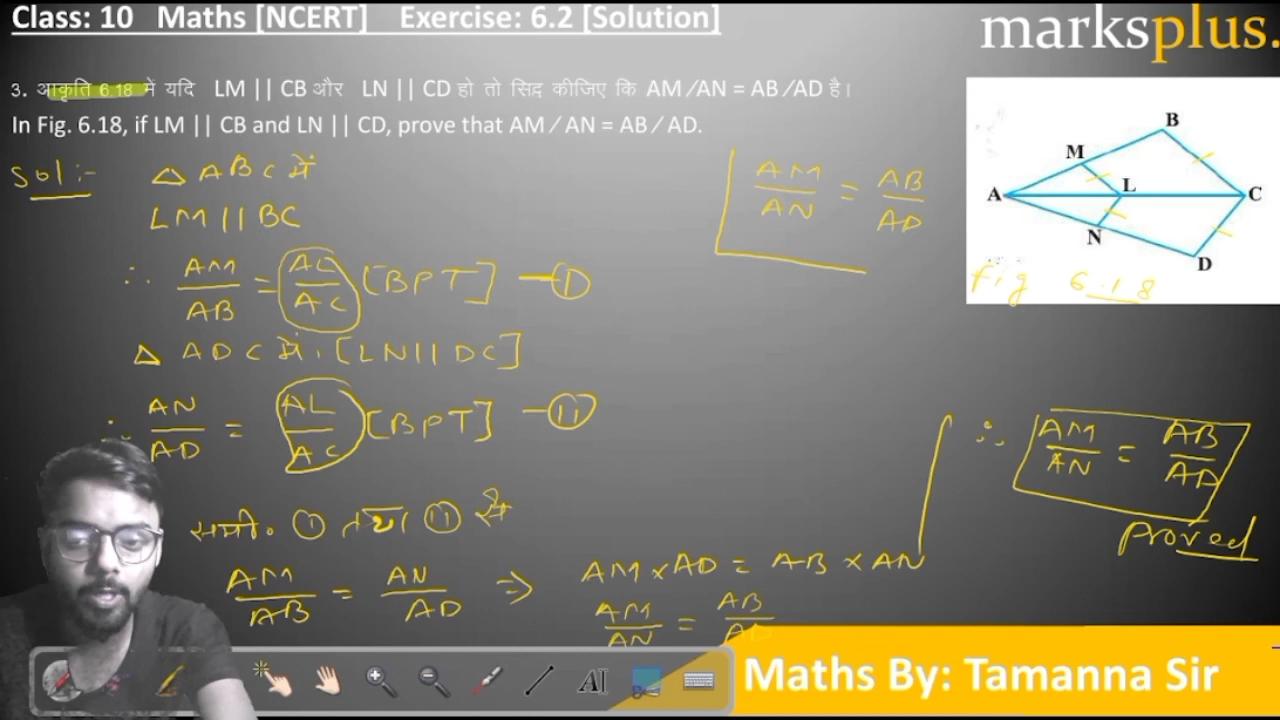 Class: 10 Maths [NCERT] Exercise: 6.2 [Solution]
marksplus.
3. आकृति 6.18 में यदि LM || CB और LN || CD हो तो सिद्ध कीजिए कि AM ∕AN = AB ∕AD है।
In Fig. 6.18, if LM || CB and LN || CD, prove that AM ∕ AN = AB ∕ AD.
Sol:- △ ABC में
LM || BC
∴ AM/AB = AL/AC [BPT] — I
△ ADC में. [LN || DC]
∴ AN/AD = AL/AC [BPT] — II
समी. I तथा II से
AM/AB = AN/AD ⇒ AM × AD = AB × AN
AM/AN = AB/AD
AM/AN = AB/AD
∴ AM/AN = AB/AD
proved
B
M
A
L
C
N
D
fig 6.18
AI
Maths By: Tamanna Sir